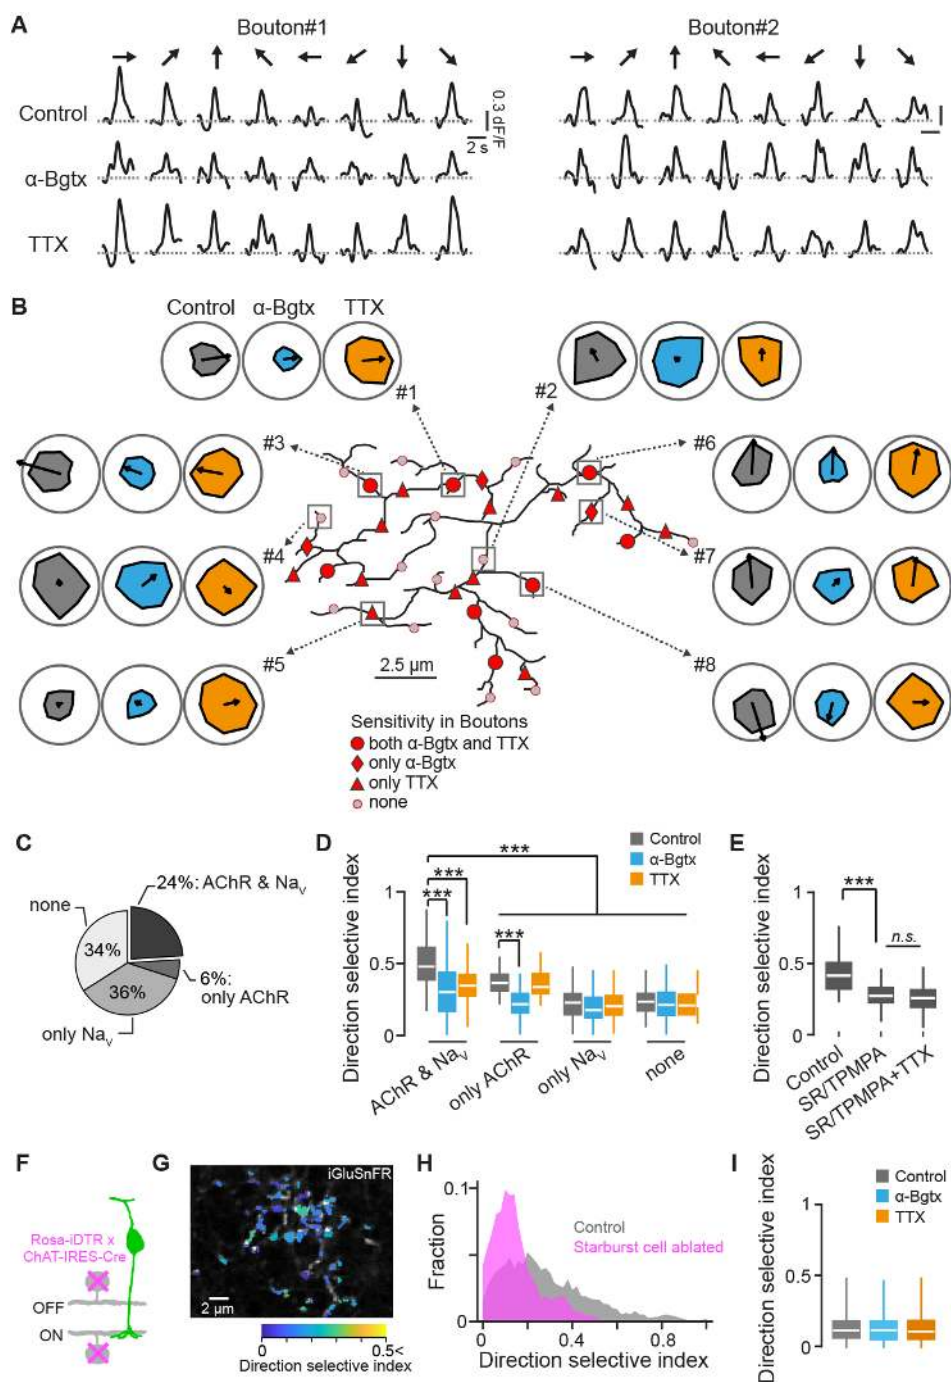 A
Bouton#1
Bouton#2
Control
α-Bgtx
TTX
0.3 dF/F
2 s
B
Control
α-Bgtx
TTX
#1
#2
#3
#6
#4
#7
#5
#8
2.5 μm
Sensitivity in Boutons
both α-Bgtx and TTX
only α-Bgtx
only TTX
none
C
none
24%: AChR & Nav
34%
36%
6%:
only AChR
only Nav
D
Direction selective index
1
0.5
0
***
***
***
***
Control
α-Bgtx
TTX
AChR & Nav
only AChR
only Nav
none
E
Direction selective index
1
0.5
0
***
n.s.
Control
SR/TPMPA
SR/TPMPA+TTX
F
Rosa-iDTR x
ChAT-IRES-Cre
OFF
ON
G
iGluSnFR
2 μm
0
0.5<
Direction selective index
H
Fraction
0.1
0
Control
Starburst cell ablated
0
0.4
0.8
Direction selective index
I
Direction selective index
1
0.5
0
Control
α-Bgtx
TTX